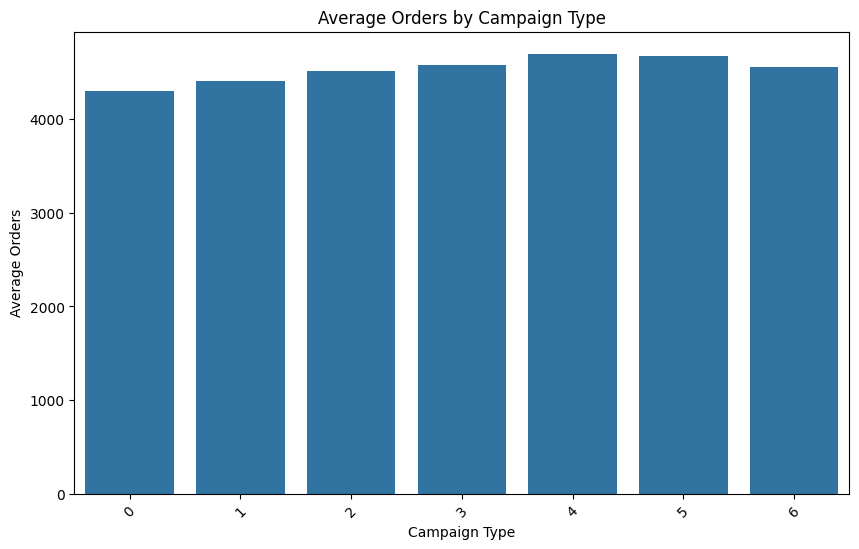 Average Orders by Campaign Type
Average Orders
4000
3000
2000
1000
0
0 1 2 3 4 5 6
Campaign Type